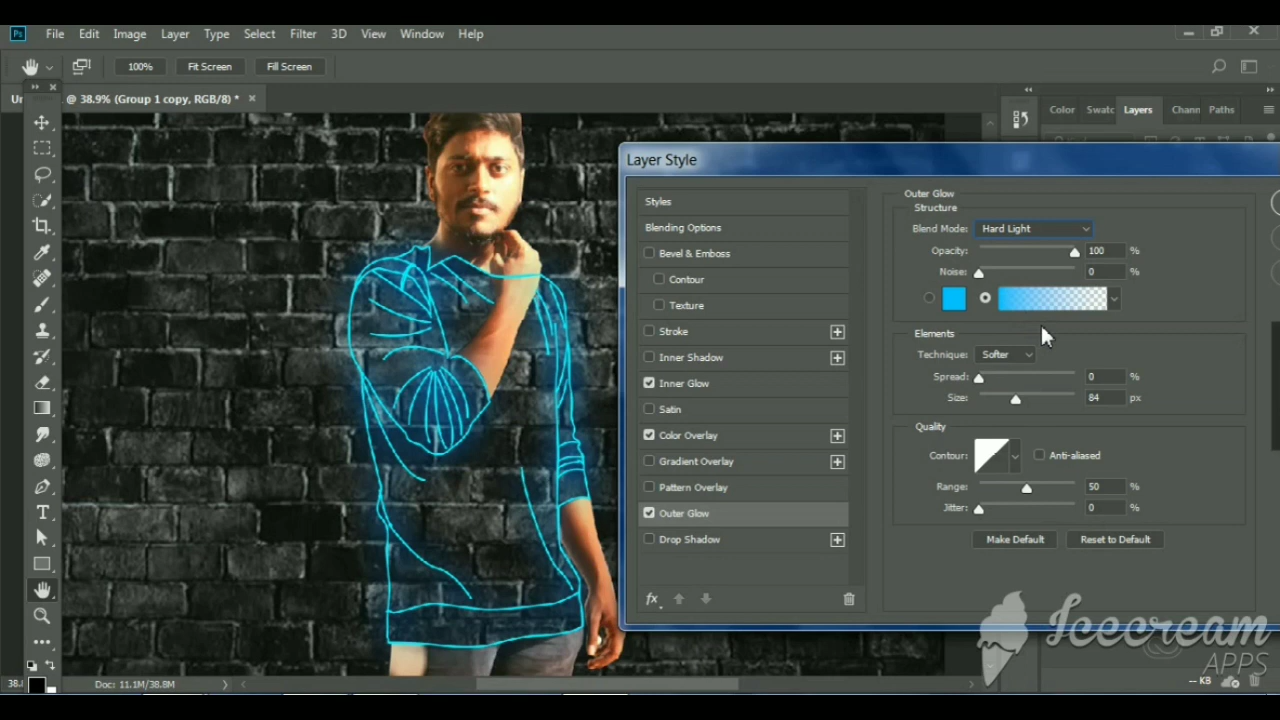 Ps File Edit Image Layer Type Select Filter 3D View Window Help
100% Fit Screen Fill Screen
@ 38.9% (Group 1 copy, RGB/8) * ×
Color Swatc Layers Chann Paths
Layer Style
Styles
Blending Options
Bevel & Emboss
Contour
Texture
Stroke
Inner Shadow
Inner Glow
Satin
Color Overlay
Gradient Overlay
Pattern Overlay
Outer Glow
Drop Shadow
fx
Outer Glow
Structure
Blend Mode: Hard Light
Opacity: 100 %
Noise: 0 %
Elements
Technique: Softer
Spread: 0 %
Size: 84 px
Quality
Contour: Anti-aliased
Range: 50 %
Jitter: 0 %
Make Default Reset to Default
Icecream
APPS
38.8 Doc: 11.1M/38.8M
-- KB